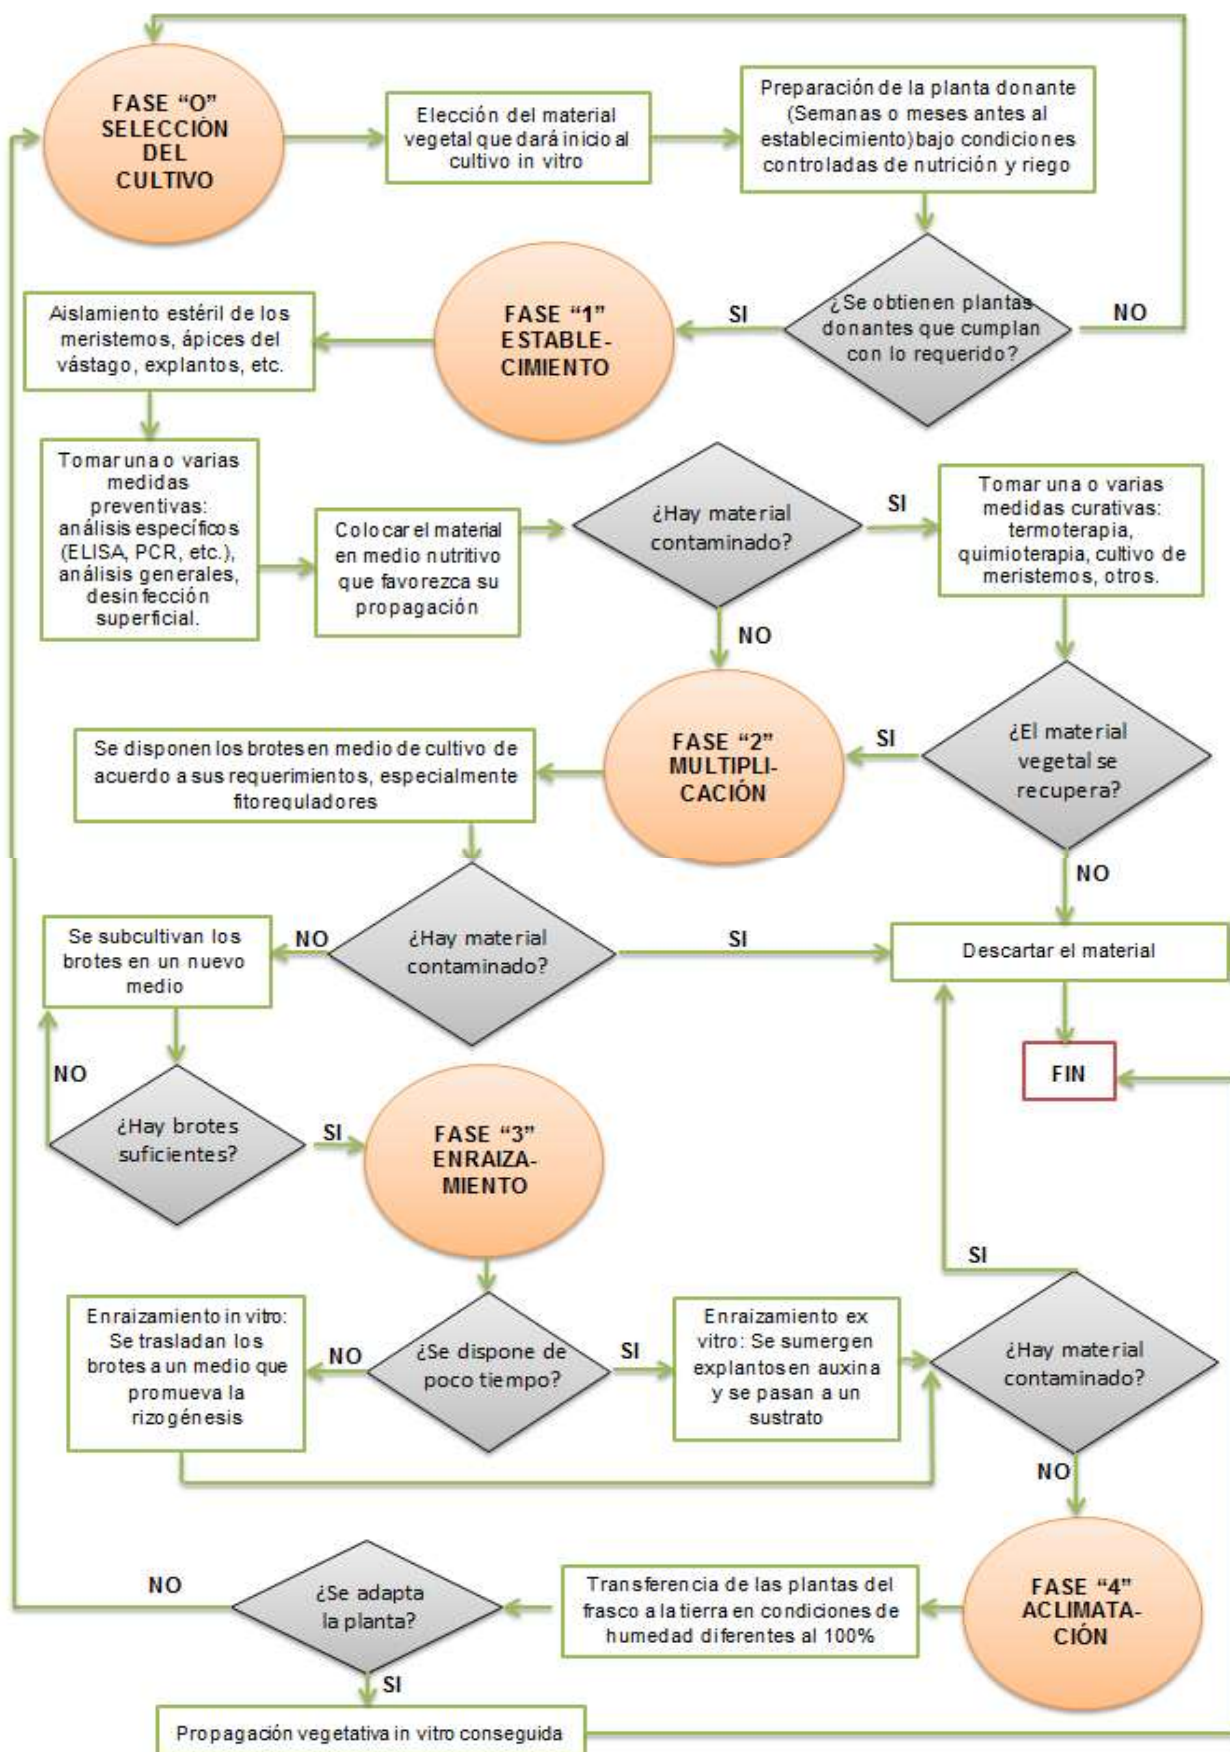 FASE “O”
SELECCIÓN
DEL
CULTIVO
Elección del material
vegetal que dará inicio al
cultivo in vitro
Preparación de la planta donante
(Semanas o meses antes al
establecimiento) bajo condiciones
controladas de nutrición y riego
¿Se obtienen plantas
donantes que cumplan
con lo requerido?
NO
SI
FASE “1”
ESTABLE-
CIMIENTO
Aislamiento estéril de los
meristemos, ápices del
vástago, explantos, etc.
Tomar una o varias
medidas
preventivas:
análisis específicos
(ELISA, PCR, etc.),
análisis generales,
desinfección
superficial.
Colocar el material
en medio nutritivo
que favorezca su
propagación
¿Hay material
contaminado?
SI
Tomar una o varias
medidas curativas:
termoterapia,
quimioterapia, cultivo de
meristemos, otros.
NO
¿El material
vegetal se
recupera?
SI
FASE “2”
MULTIPLI-
CACIÓN
Se disponen los brotes en medio de cultivo de
acuerdo a sus requerimientos, especialmente
fitorreguladores
NO
¿Hay material
contaminado?
NO
SI
Descartar el material
FIN
Se subcultivan los
brotes en un nuevo
medio
NO
¿Hay brotes
suficientes?
SI
FASE “3”
ENRAIZA-
MIENTO
¿Se dispone de
poco tiempo?
NO
Enraizamiento in vitro:
Se trasladan los
brotes a un medio que
promueva la
rizogénesis
SI
Enraizamiento ex
vitro: Se sumergen
explantos en auxina
y se pasan a un
sustrato
¿Hay material
contaminado?
SI
NO
FASE “4”
ACLIMATA-
CIÓN
Transferencia de las plantas del
frasco a la tierra en condiciones de
humedad diferentes al 100%
¿Se adapta
la planta?
NO
SI
Propagación vegetativa in vitro conseguida